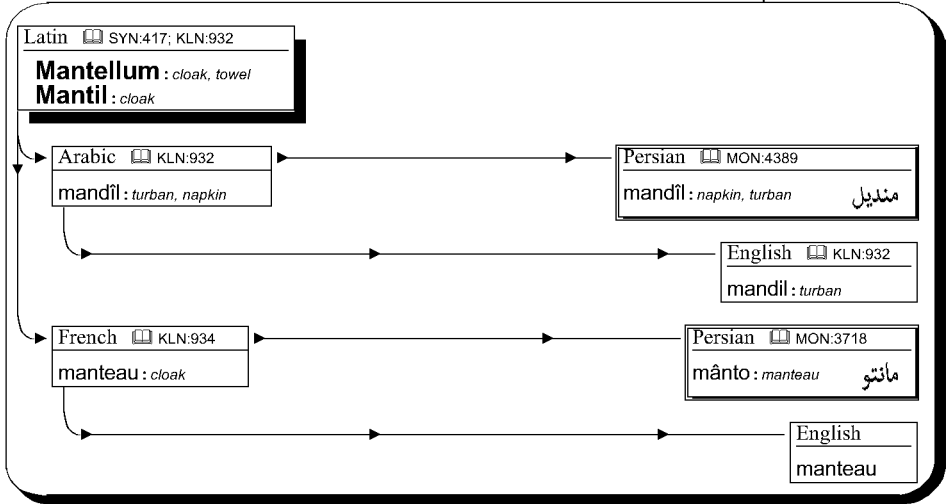 Latin SYN:417; KLN:932
Mantellum : cloak, towel
Mantil : cloak
Arabic KLN:932
mandîl : turban, napkin
Persian MON:4389
mandîl : napkin, turban منديل
English KLN:932
mandil : turban
French KLN:934
manteau : cloak
Persian MON:3718
mânto : manteau مانتو
English
manteau